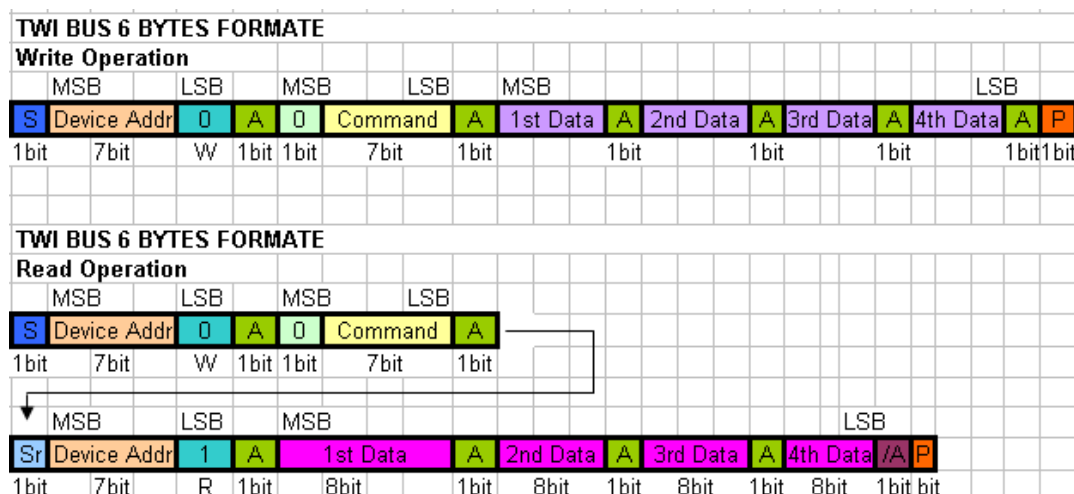 TWI BUS 6 BYTES FORMATE
Write Operation
MSB LSB MSB LSB MSB LSB
S Device Addr 0 A 0 Command A 1st Data A 2nd Data A 3rd Data A 4th Data A P
1bit 7bit W 1bit 1bit 7bit 1bit 1bit 1bit 1bit 1bit 1bit
TWI BUS 6 BYTES FORMATE
Read Operation
MSB LSB MSB LSB
S Device Addr 0 A 0 Command A
1bit 7bit W 1bit 1bit 7bit 1bit
MSB LSB MSB LSB
Sr Device Addr 1 A 1st Data A 2nd Data A 3rd Data A 4th Data /A P
1bit 7bit R 1bit 8bit 1bit 8bit 1bit 8bit 1bit 8bit 1bit bit